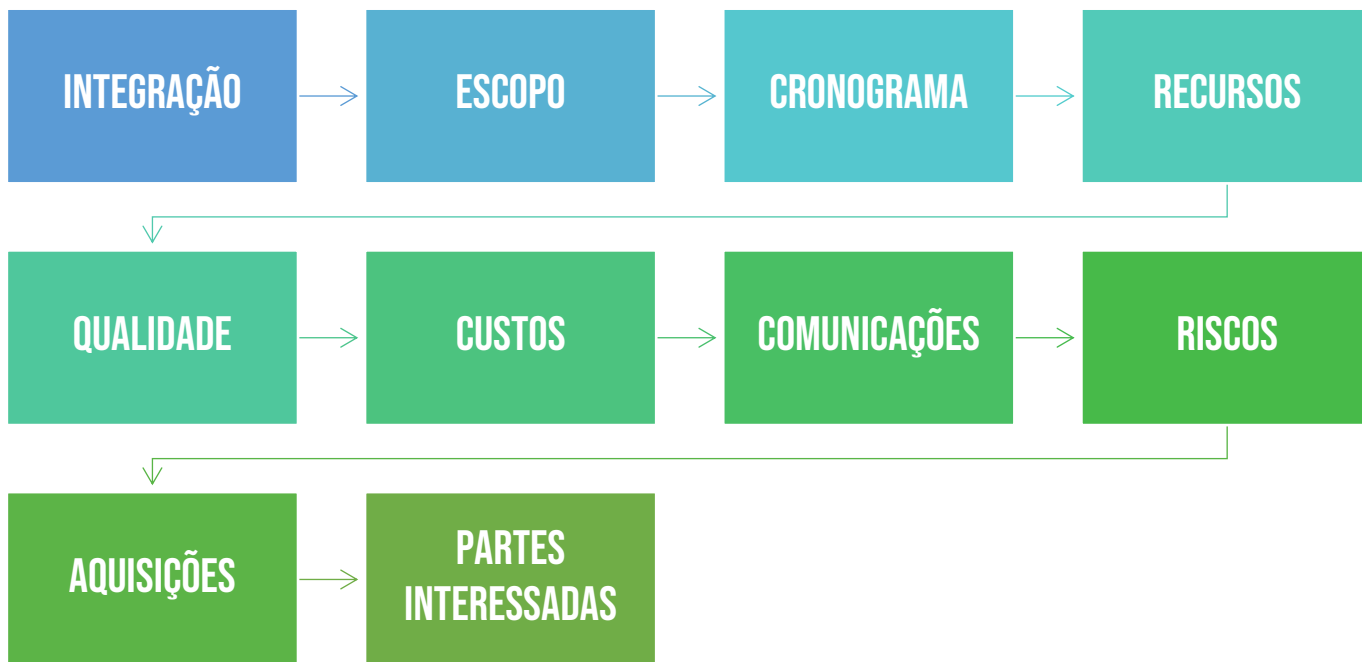 INTEGRAÇÃO
ESCOPO
CRONOGRAMA
RECURSOS
QUALIDADE
CUSTOS
COMUNICAÇÕES
RISCOS
AQUISIÇÕES
PARTES
INTERESSADAS